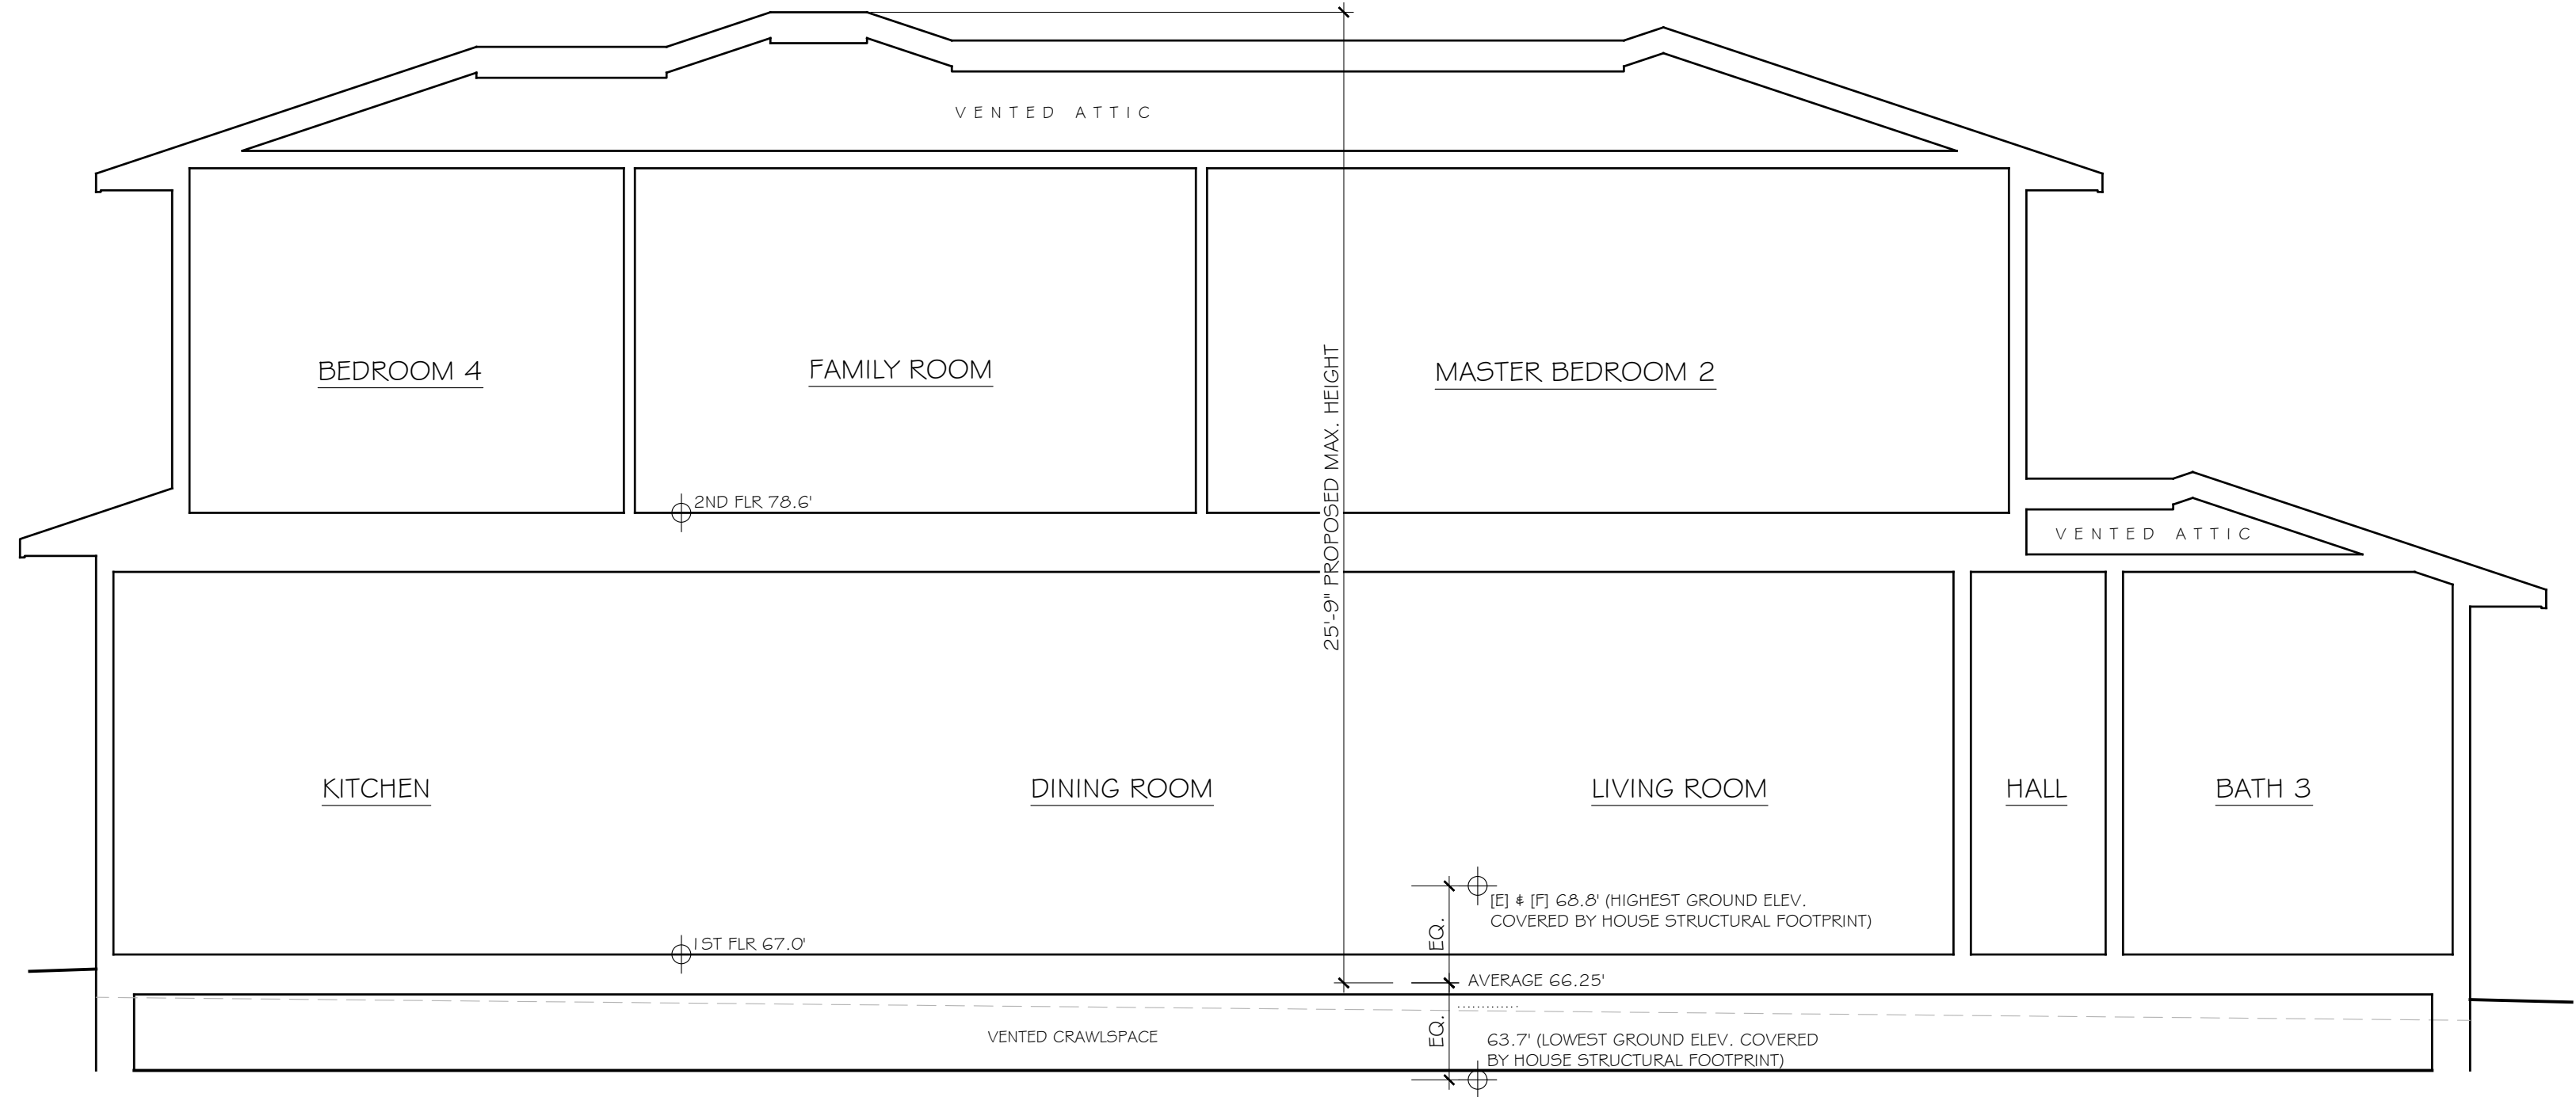 VENTED ATTIC
BEDROOM 4
FAMILY ROOM
MASTER BEDROOM 2
25'-9" PROPOSED MAX. HEIGHT
2ND FLR 78.6'
VENTED ATTIC
KITCHEN
DINING ROOM
LIVING ROOM
HALL
BATH 3
[E] & [F] 68.8' (HIGHEST GROUND ELEV.
COVERED BY HOUSE STRUCTURAL FOOTPRINT)
EQ.
1ST FLR 67.0'
AVERAGE 66.25'
EQ.
VENTED CRAWLSPACE
63.7' (LOWEST GROUND ELEV. COVERED
BY HOUSE STRUCTURAL FOOTPRINT)